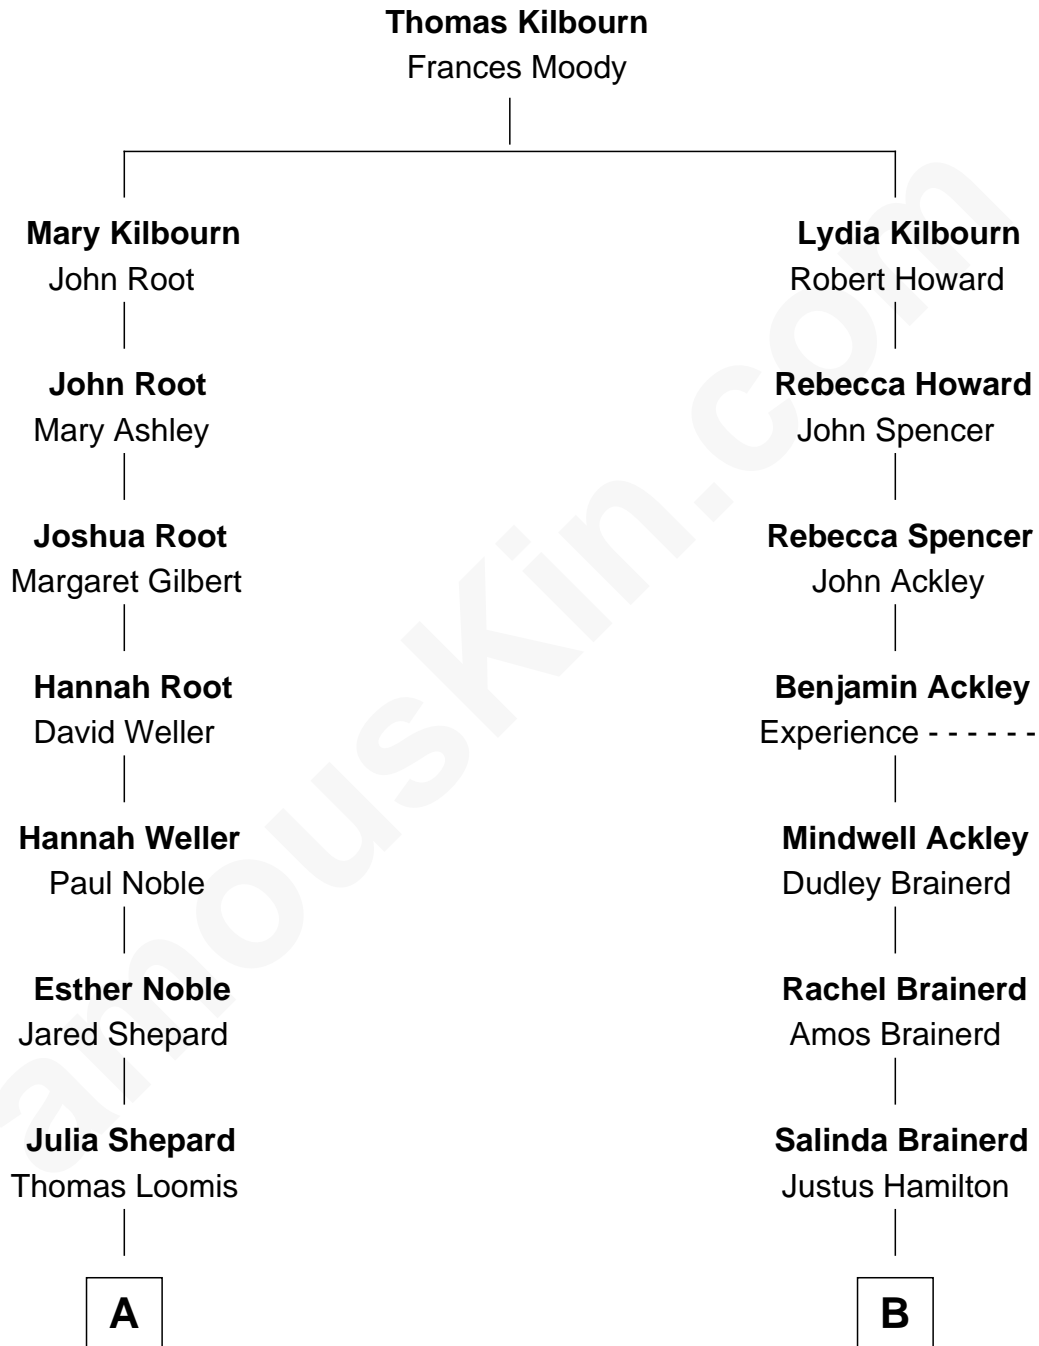 Thomas Kilbourn
Frances Moody
Mary Kilbourn
John Root
John Root
Mary Ashley
Joshua Root
Margaret Gilbert
Hannah Root
David Weller
Hannah Weller
Paul Noble
Esther Noble
Jared Shepard
Julia Shepard
Thomas Loomis
A
Lydia Kilbourn
Robert Howard
Rebecca Howard
John Spencer
Rebecca Spencer
John Ackley
Benjamin Ackley
Experience - - - - - -
Mindwell Ackley
Dudley Brainerd
Rachel Brainerd
Amos Brainerd
Salinda Brainerd
Justus Hamilton
B
amouskin.com